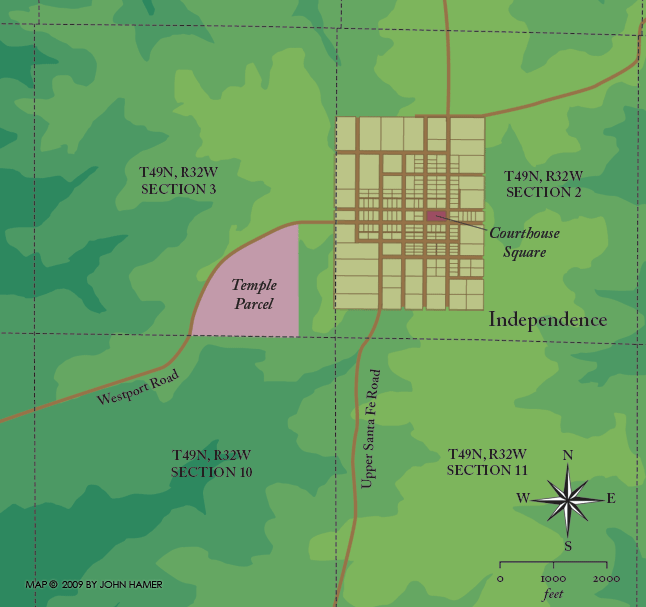 T49N, R32W
SECTION 3
T49N, R32W
SECTION 2
Courthouse
Square
Temple
Parcel
Independence
Westport Road
Upper Santa Fe Road
T49N, R32W
SECTION 10
T49N, R32W
SECTION 11
N
W E
S
0 1000 2000
feet
MAP © 2009 BY JOHN HAMER